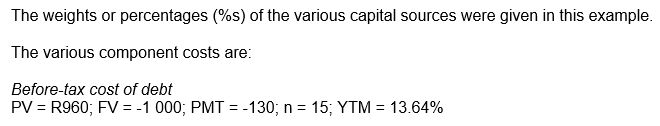 The weights or percentages (%s) of the various capital sources were given in this example.
The various component costs are:
Before-tax cost of debt
PV = R960; FV = -1 000; PMT = -130; n = 15; YTM = 13.64%